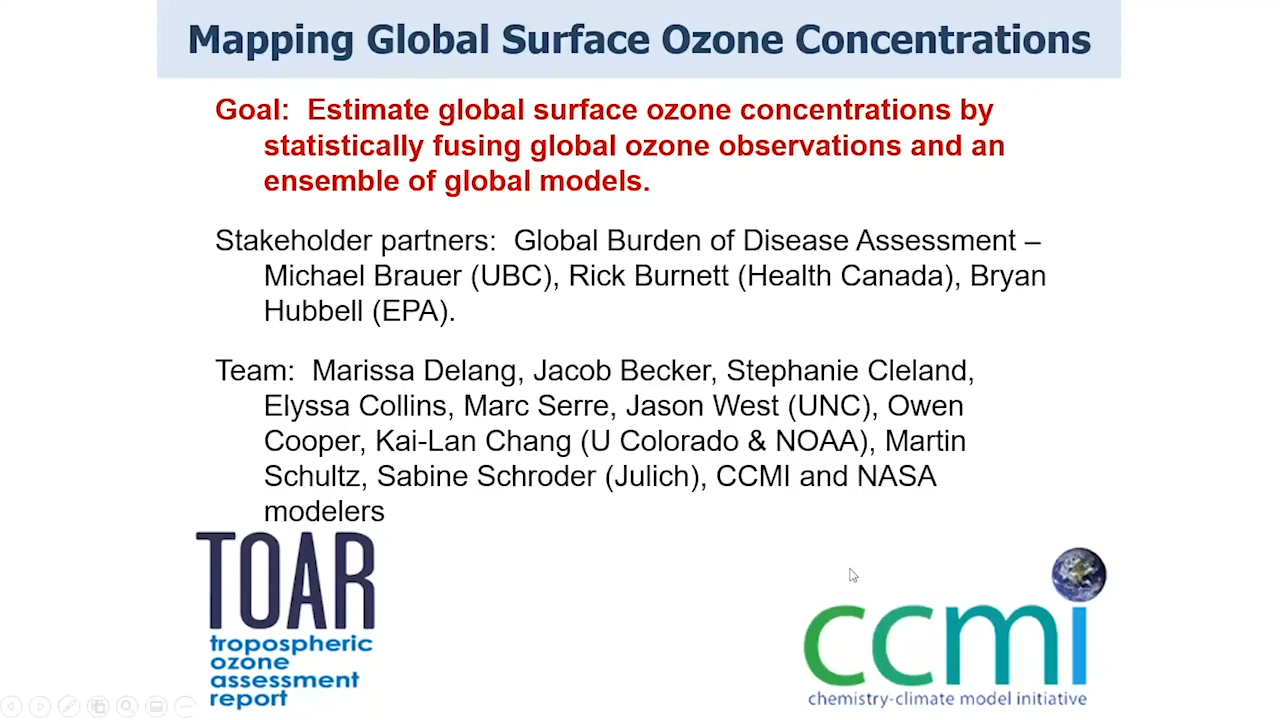 Mapping Global Surface Ozone Concentrations
Goal: Estimate global surface ozone concentrations by
statistically fusing global ozone observations and an
ensemble of global models.
Stakeholder partners: Global Burden of Disease Assessment –
Michael Brauer (UBC), Rick Burnett (Health Canada), Bryan
Hubbell (EPA).
Team: Marissa Delang, Jacob Becker, Stephanie Cleland,
Elyssa Collins, Marc Serre, Jason West (UNC), Owen
Cooper, Kai-Lan Chang (U Colorado & NOAA), Martin
Schultz, Sabine Schroder (Julich), CCMI and NASA
modelers
TOAR
tropospheric
ozone
assessment
report
ccmi
chemistry-climate model initiative